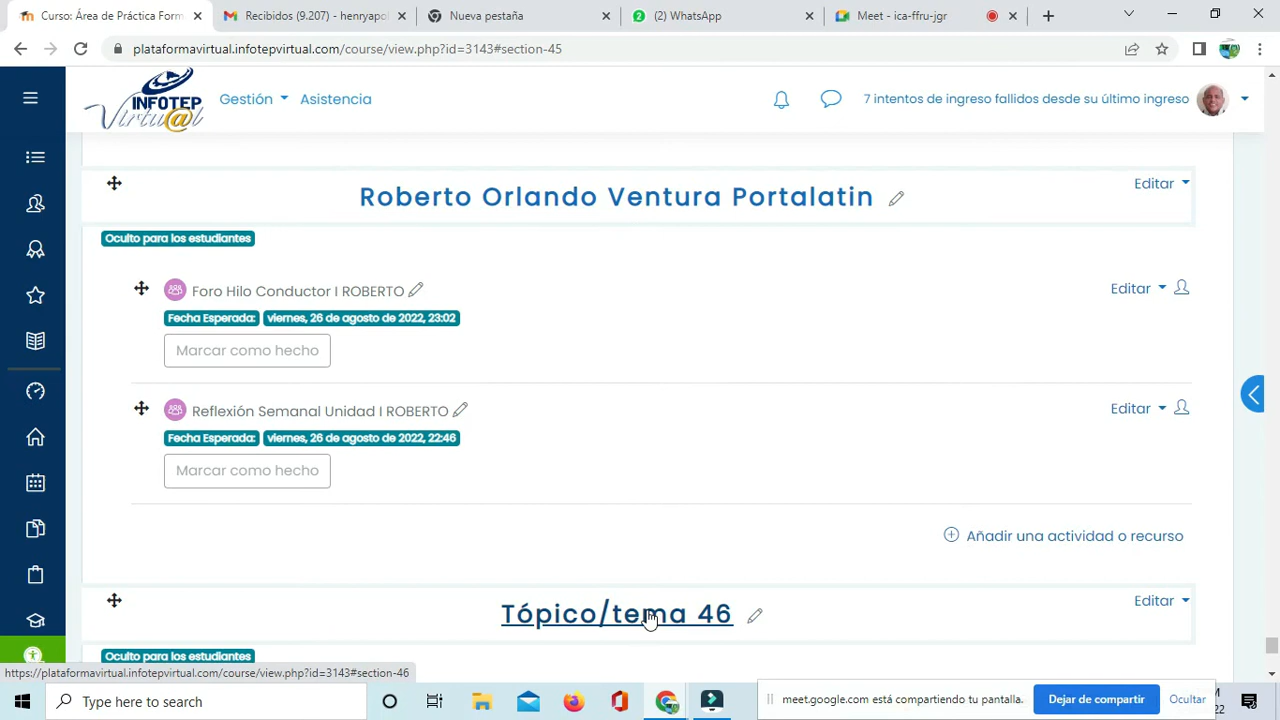 Curso: Área de Práctica Form
Recibidos (9.207) - henryapol
Nueva pestaña
(2) WhatsApp
Meet - ica-ffru-jgr
plataformavirtual.infotepvirtual.com/course/view.php?id=3143#section-45
INFOTEP
Virtu@l
Gestión
Asistencia
7 intentos de ingreso fallidos desde su último ingreso
Roberto Orlando Ventura Portalatin
Editar
Oculto para los estudiantes
Foro Hilo Conductor I ROBERTO
Editar
Fecha Esperada: viernes, 26 de agosto de 2022, 23:02
Marcar como hecho
Reflexión Semanal Unidad I ROBERTO
Editar
Fecha Esperada: viernes, 26 de agosto de 2022, 22:46
Marcar como hecho
Añadir una actividad o recurso
Tópico/tema 46
Editar
Oculto para los estudiantes
https://plataformavirtual.infotepvirtual.com/course/view.php?id=3143#section-46
Type here to search
meet.google.com está compartiendo tu pantalla.
Dejar de compartir
Ocultar